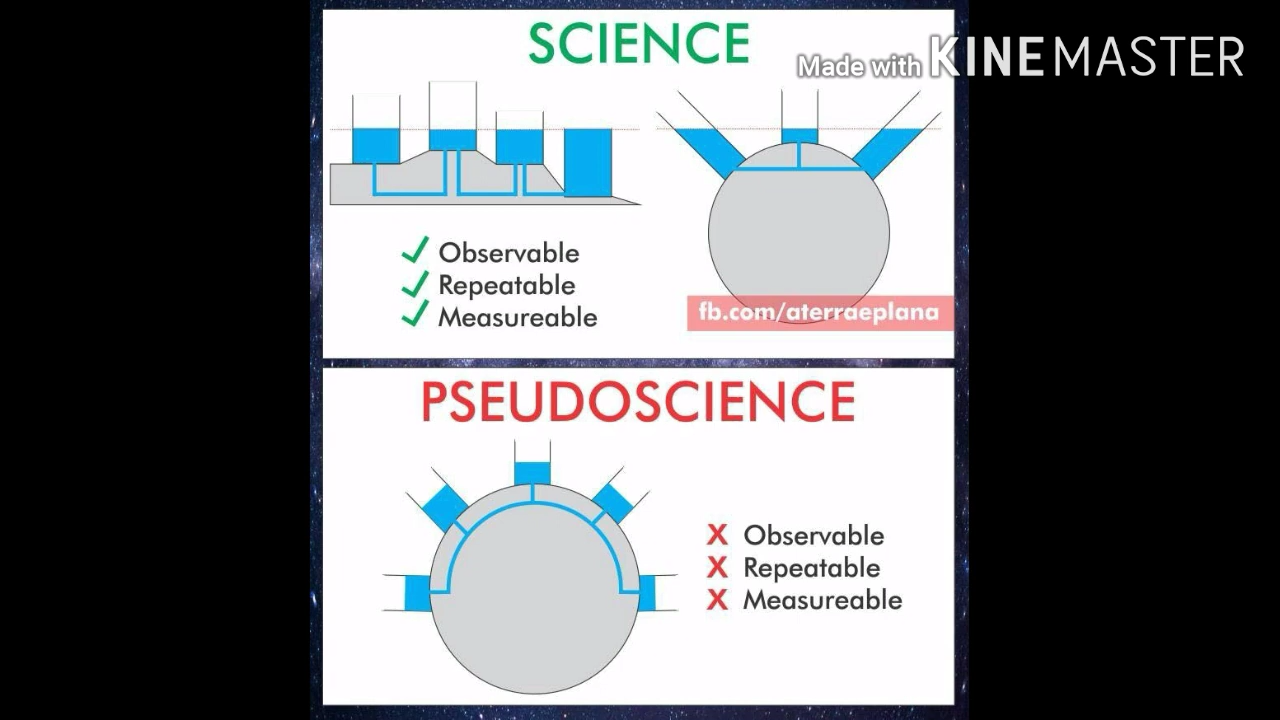 SCIENCE
Made with KINEMASTER
✓ Observable
✓ Repeatable
✓ Measureable
fb.com/aterraeplana
PSEUDOSCIENCE
X Observable
X Repeatable
X Measureable